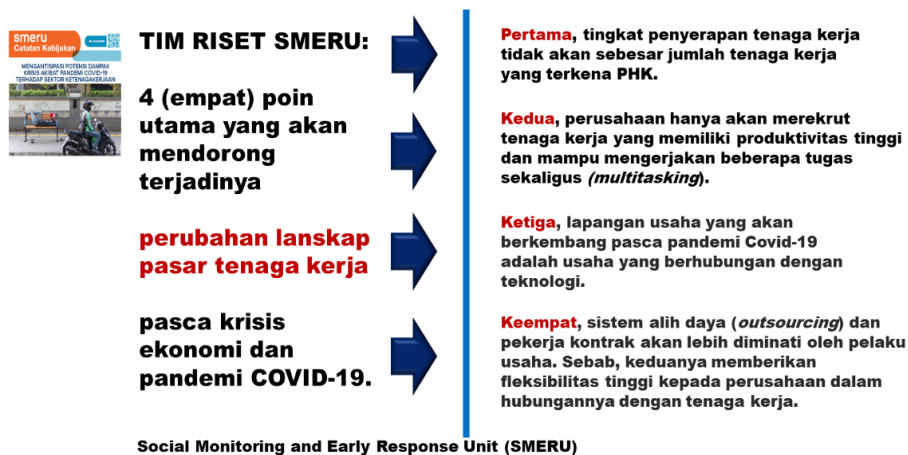 smeru
Catatan Kebijakan
MENGANTISIPASI POTENSI DAMPAK
KRISIS AKIBAT PANDEMI COVID-19
TERHADAP SEKTOR KETENAGAKERJAAN
TIM RISET SMERU:
4 (empat) poin
utama yang akan
mendorong
terjadinya
perubahan lanskap
pasar tenaga kerja
pasca krisis
ekonomi dan
pandemi COVID-19.
Pertama, tingkat penyerapan tenaga kerja
tidak akan sebesar jumlah tenaga kerja
yang terkena PHK.
Kedua, perusahaan hanya akan merekrut
tenaga kerja yang memiliki produktivitas tinggi
dan mampu mengerjakan beberapa tugas
sekaligus (multitasking).
Ketiga, lapangan usaha yang akan
berkembang pasca pandemi Covid-19
adalah usaha yang berhubungan dengan
teknologi.
Keempat, sistem alih daya (outsourcing) dan
pekerja kontrak akan lebih diminati oleh pelaku
usaha. Sebab, keduanya memberikan
fleksibilitas tinggi kepada perusahaan dalam
hubungannya dengan tenaga kerja.
Social Monitoring and Early Response Unit (SMERU)